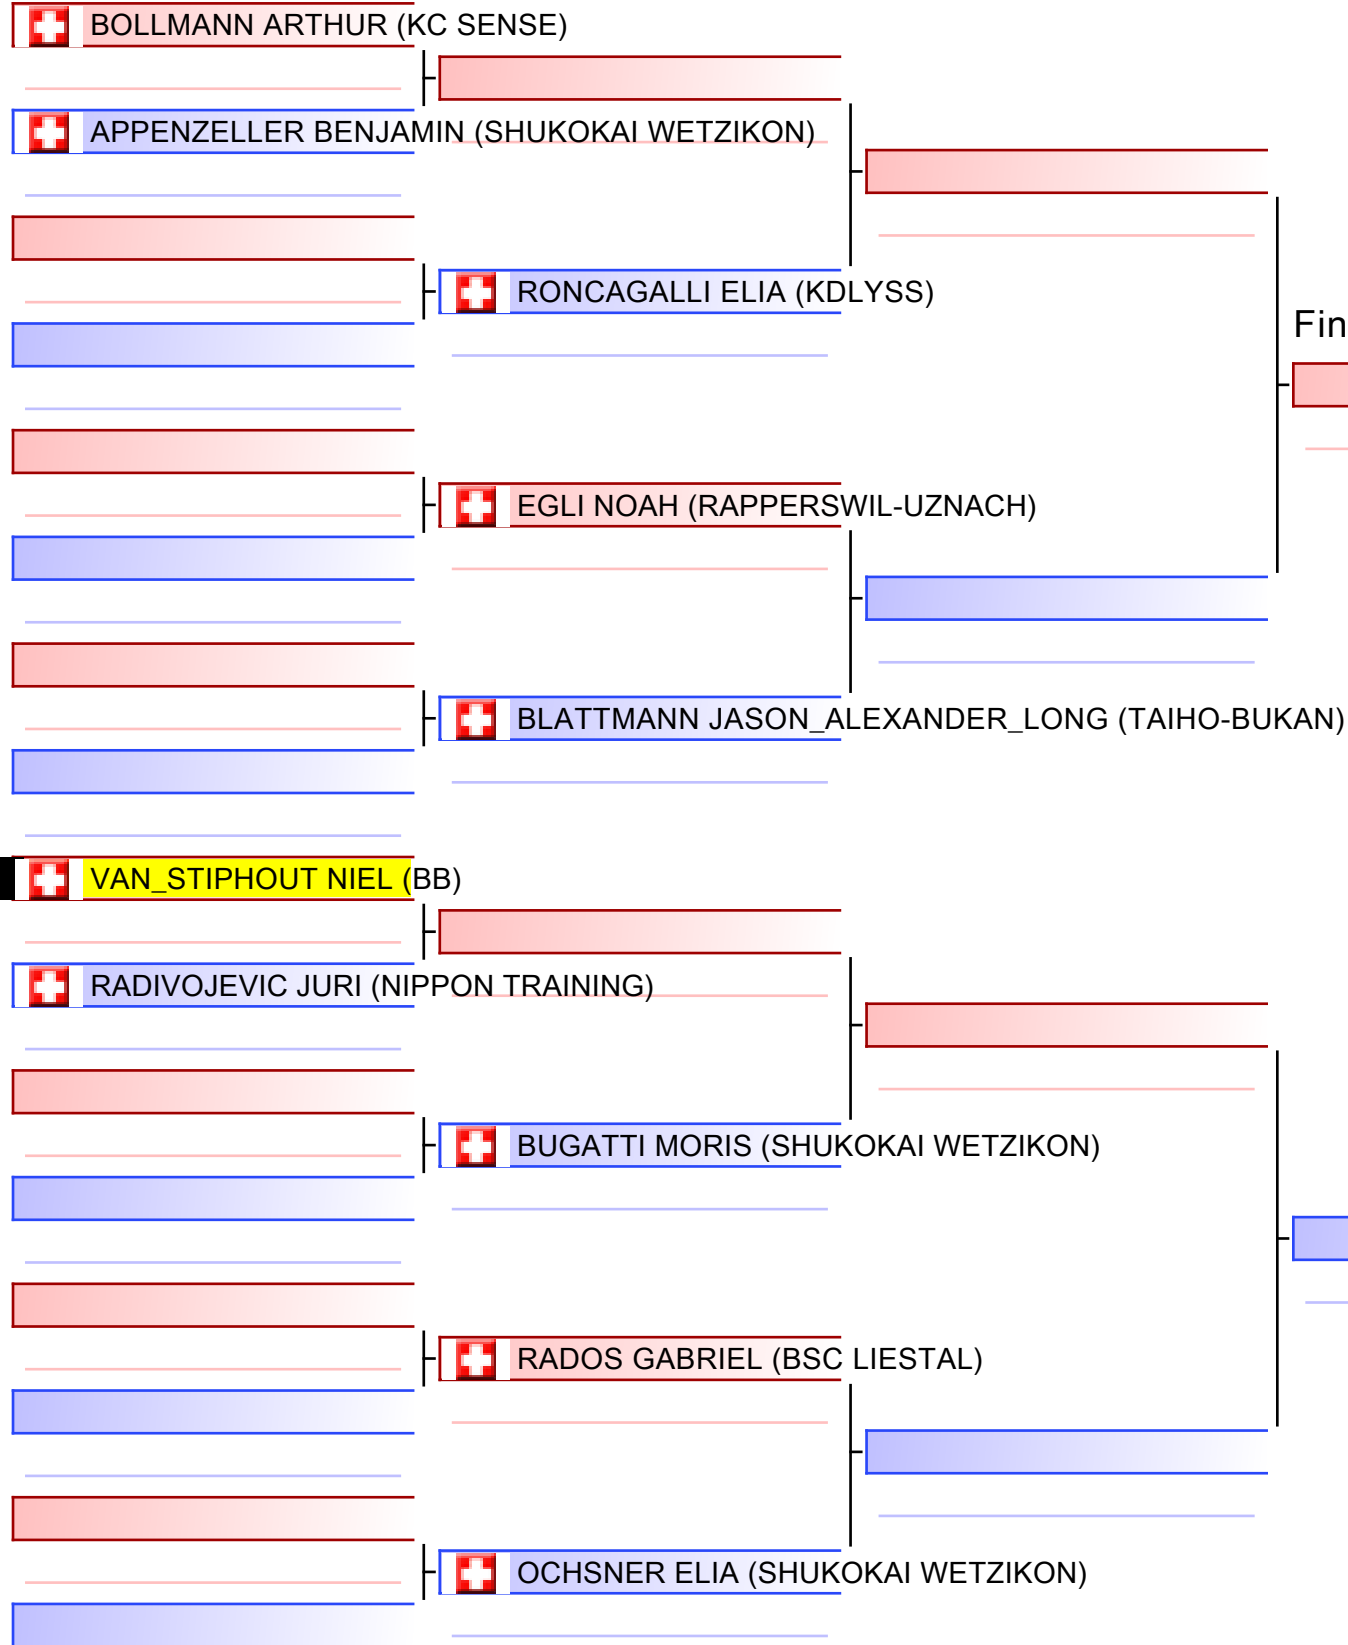 BOLLMANN ARTHUR (KC SENSE)
APPENZELLER BENJAMIN (SHUKOKAI WETZIKON)
RONCAGALLI ELIA (KDLYSS)
Fin
EGLI NOAH (RAPPERSWIL-UZNACH)
BLATTMANN JASON_ALEXANDER_LONG (TAIHO-BUKAN)
VAN_STIPHOUT NIEL (BB)
RADIVOJEVIC JURI (NIPPON TRAINING)
BUGATTI MORIS (SHUKOKAI WETZIKON)
RADOS GABRIEL (BSC LIESTAL)
OCHSNER ELIA (SHUKOKAI WETZIKON)